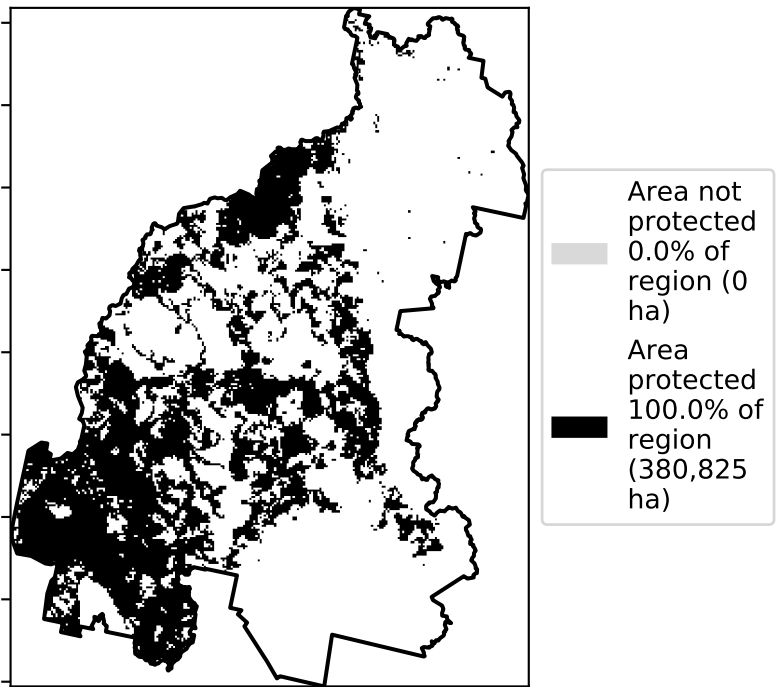 Area not
protected
0.0% of
region (0
ha)
Area
protected
100.0% of
region
(380,825
ha)